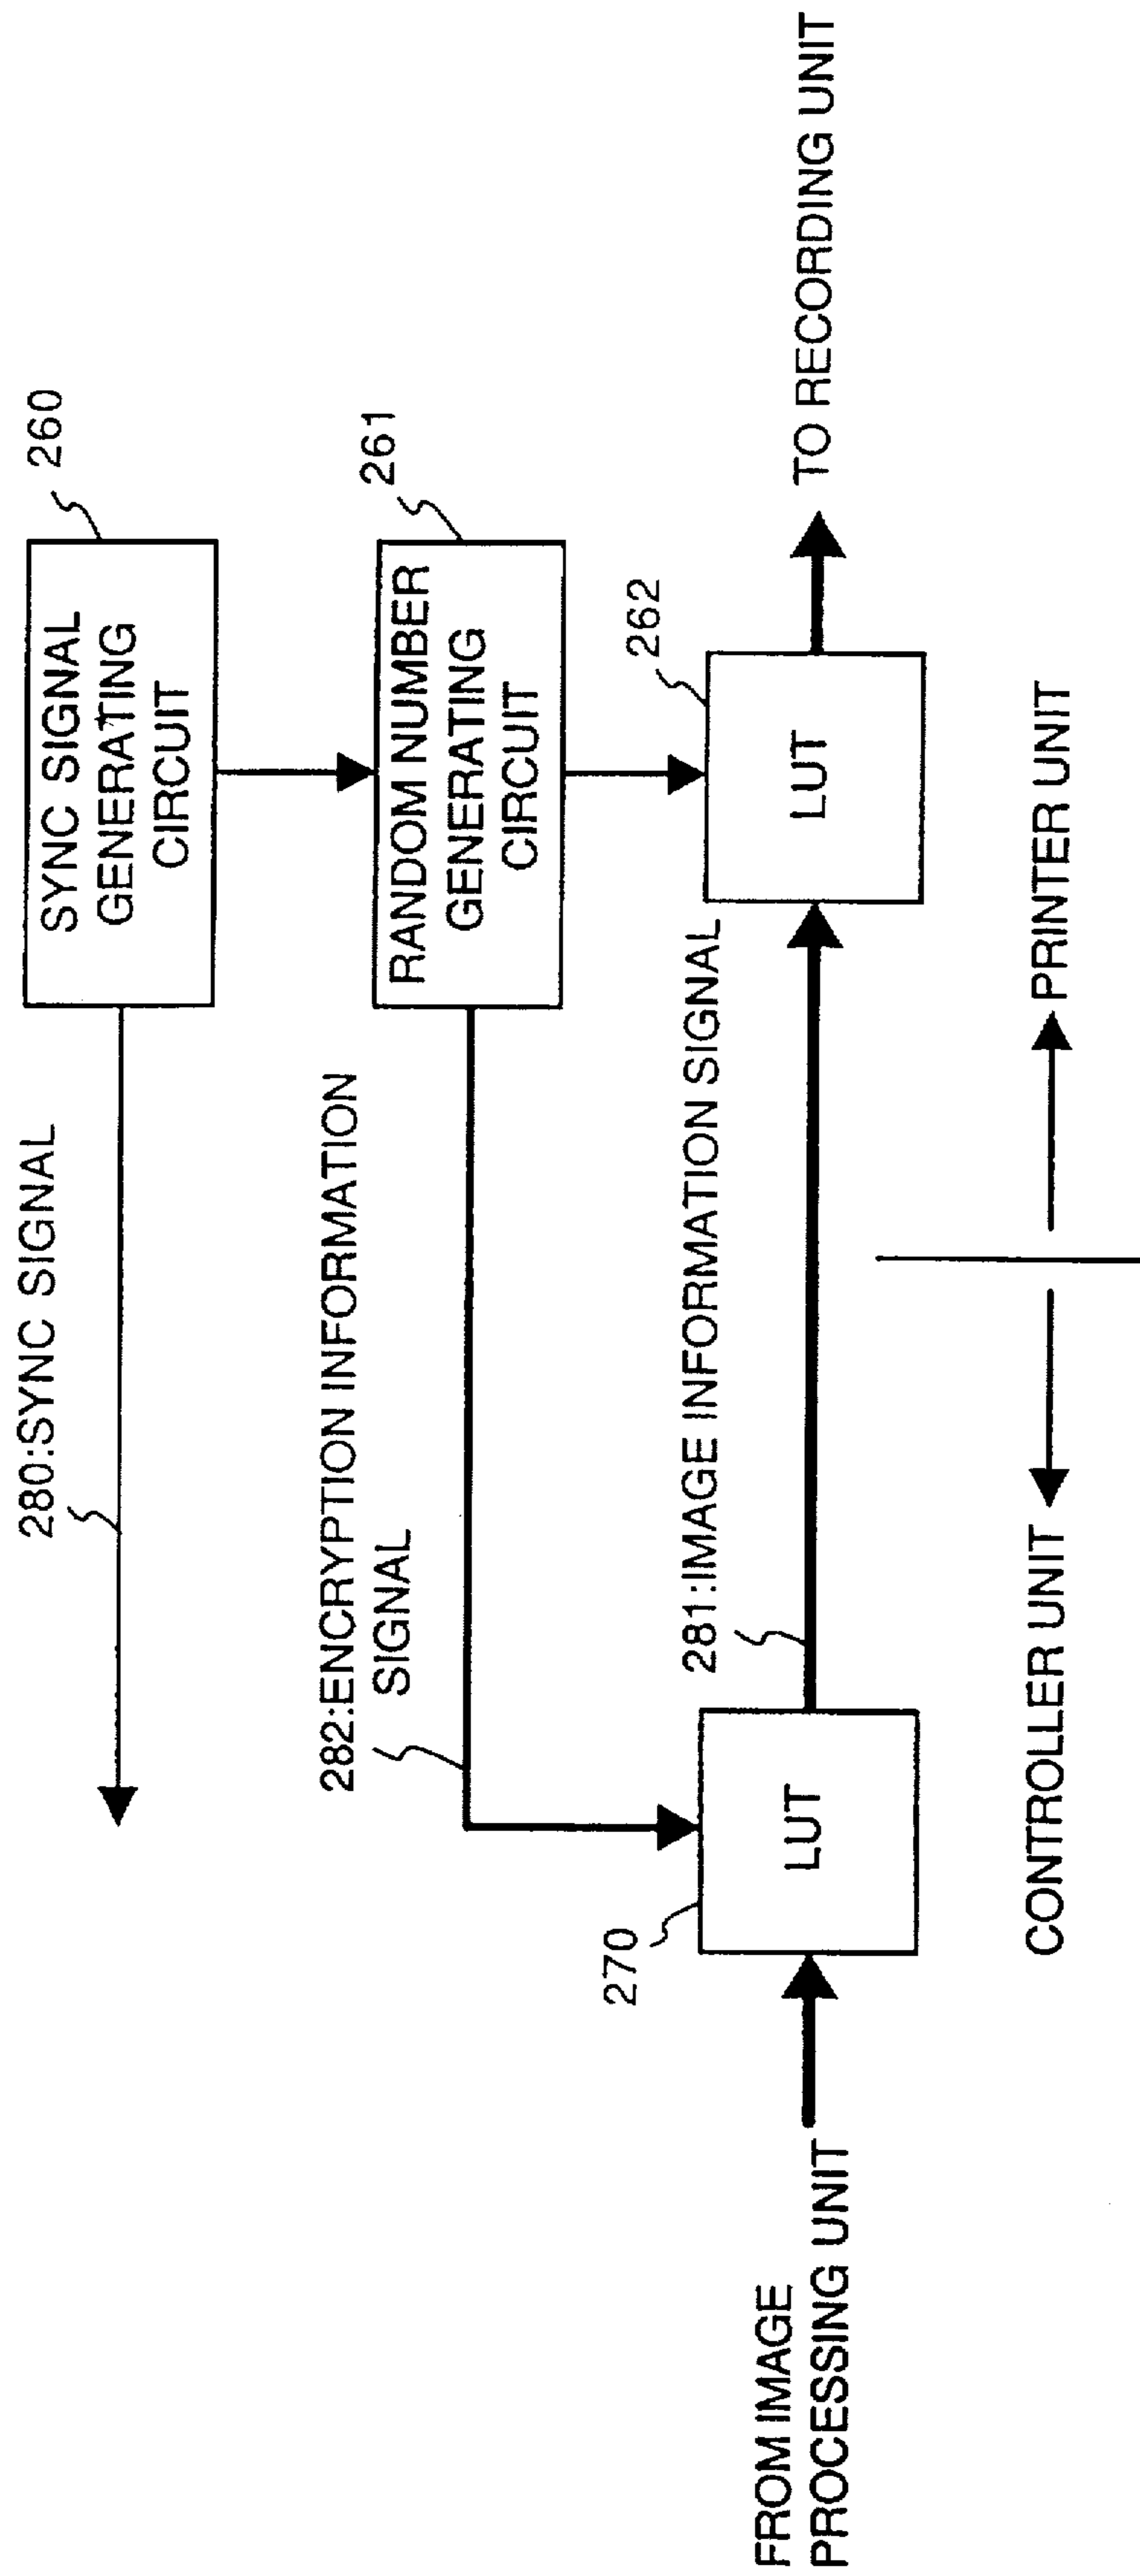 280:SYNC SIGNAL
SYNC SIGNAL
GENERATING
CIRCUIT
260
282:ENCRYPTION INFORMATION
SIGNAL
RANDOM NUMBER
GENERATING
CIRCUIT
261
281:IMAGE INFORMATION SIGNAL
270
LUT
262
LUT
FROM IMAGE
PROCESSING UNIT
TO RECORDING UNIT
CONTROLLER UNIT
PRINTER UNIT